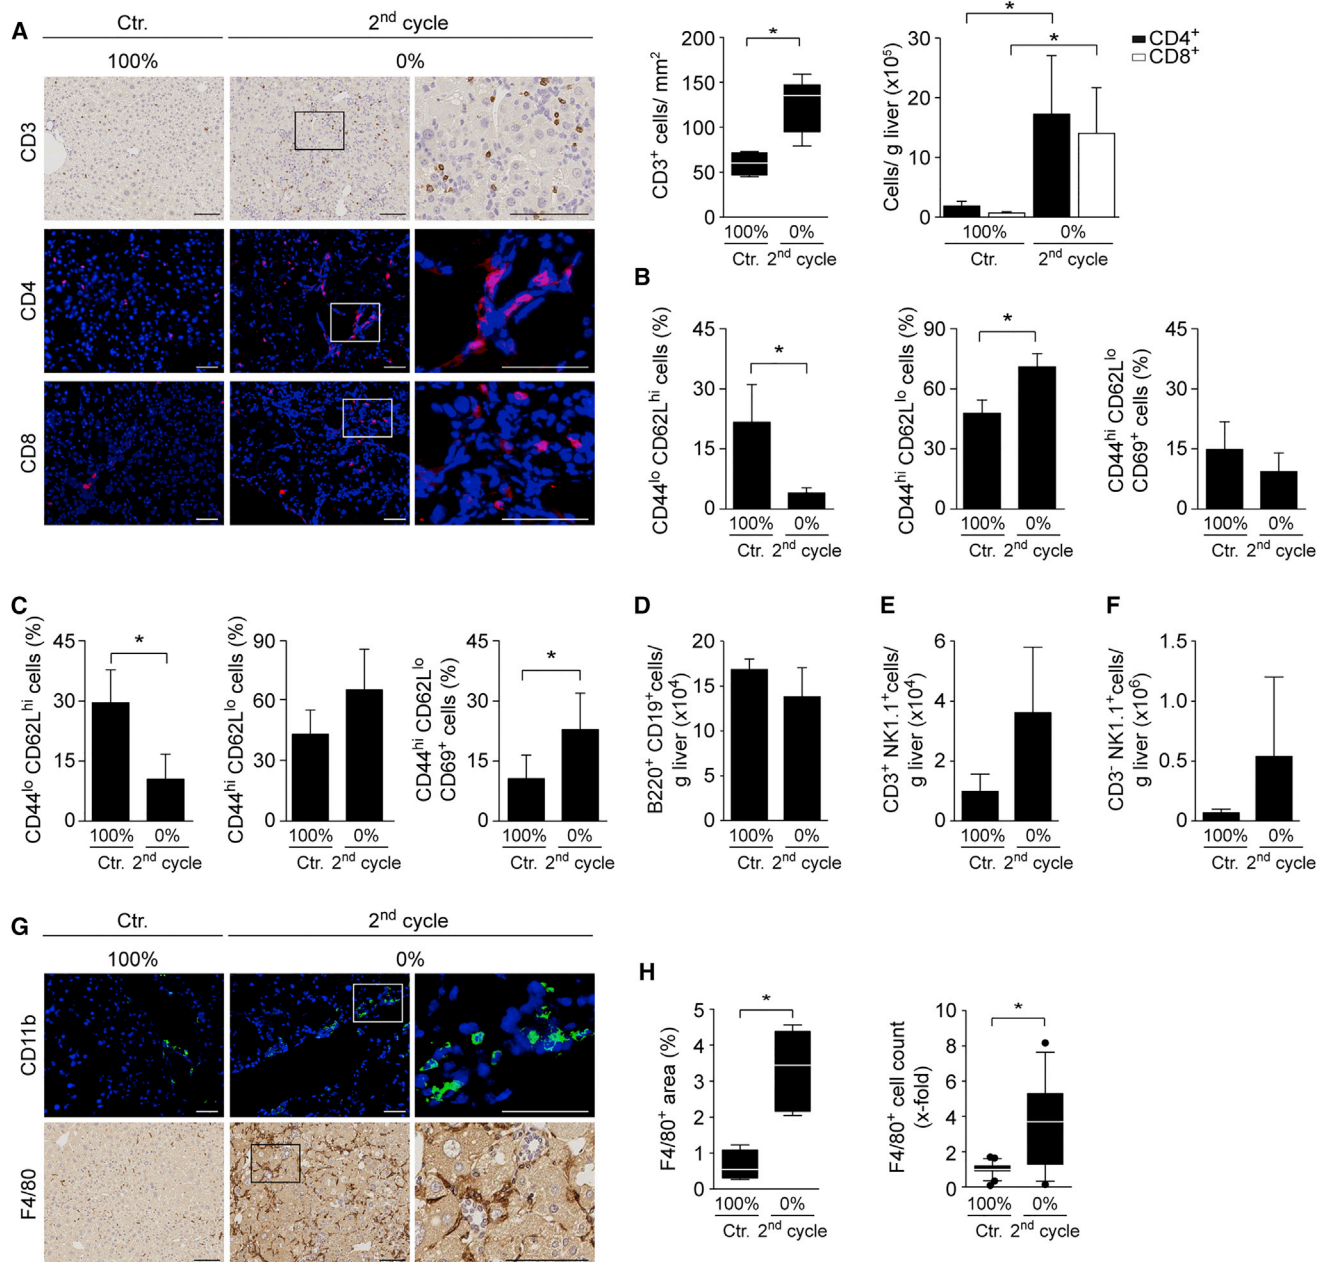 A
Ctr.
2nd cycle
100%
0%
CD3
CD4
CD8
CD3+ cells/ mm2
200
150
100
50
0
*
100%
0%
Ctr.
2nd cycle
Cells/ g liver (x10⁵)
30
20
10
0
*
*
CD4+
CD8+
100%
0%
Ctr.
2nd cycle
B
CD44lo CD62Lhi cells (%)
45
30
15
0
*
100%
0%
Ctr.
2nd cycle
CD44hi CD62Llo cells (%)
90
60
30
0
*
100%
0%
Ctr.
2nd cycle
CD44hi CD62Llo
CD69+ cells (%)
45
30
15
0
100%
0%
Ctr.
2nd cycle
C
CD44lo CD62Lhi cells (%)
45
30
15
0
*
100%
0%
Ctr.
2nd cycle
CD44hi CD62Llo cells (%)
90
60
30
0
100%
0%
Ctr.
2nd cycle
CD44hi CD62Llo
CD69+ cells (%)
45
30
15
0
*
100%
0%
Ctr.
2nd cycle
D
B220+ CD19+cells/
g liver (x10⁴)
20
15
10
5
0
100%
0%
Ctr.
2nd cycle
E
CD3+ NK1.1+cells/
g liver (x10⁴)
6
4
2
0
100%
0%
Ctr.
2nd cycle
F
CD3- NK1.1+cells/
g liver (x10⁶)
1.5
1.0
0.5
0
100%
0%
Ctr.
2nd cycle
G
Ctr.
2nd cycle
100%
0%
CD11b
F4/80
H
F4/80+ area (%)
5
4
3
2
1
0
*
100%
0%
Ctr.
2nd cycle
F4/80+ cell count
(x-fold)
10
8
6
4
2
0
*
100%
0%
Ctr.
2nd cycle